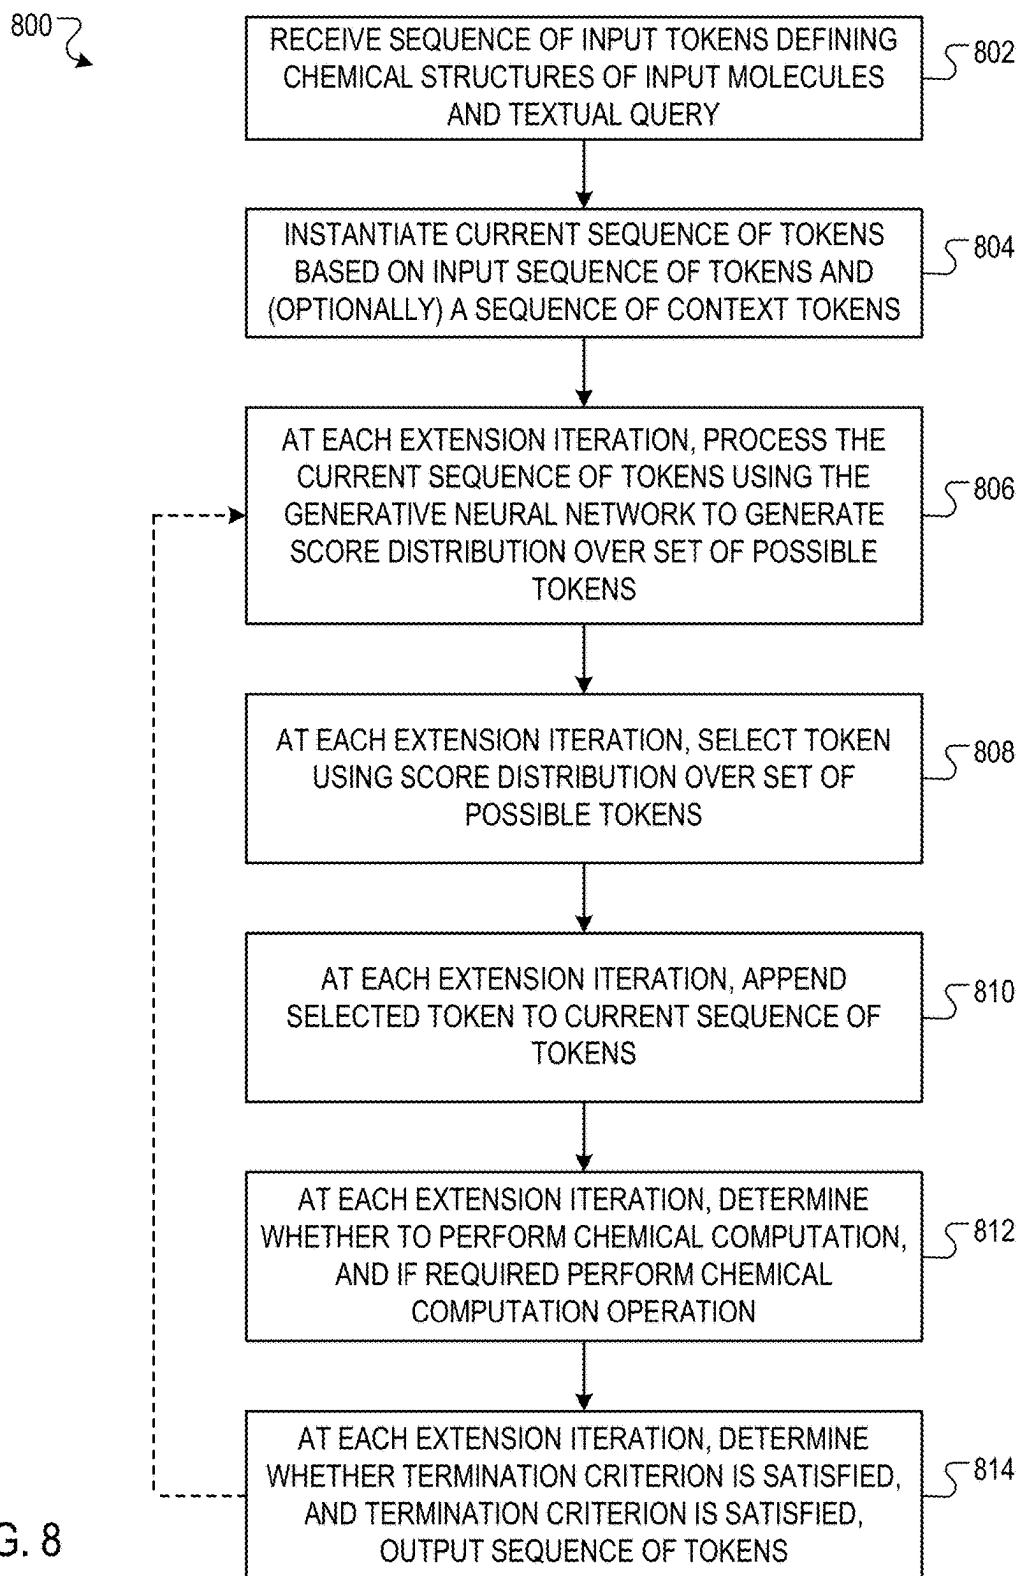 800
RECEIVE SEQUENCE OF INPUT TOKENS DEFINING
CHEMICAL STRUCTURES OF INPUT MOLECULES
AND TEXTUAL QUERY
802
INSTANTIATE CURRENT SEQUENCE OF TOKENS
BASED ON INPUT SEQUENCE OF TOKENS AND
(OPTIONALLY) A SEQUENCE OF CONTEXT TOKENS
804
AT EACH EXTENSION ITERATION, PROCESS THE
CURRENT SEQUENCE OF TOKENS USING THE
GENERATIVE NEURAL NETWORK TO GENERATE
SCORE DISTRIBUTION OVER SET OF POSSIBLE
TOKENS
806
AT EACH EXTENSION ITERATION, SELECT TOKEN
USING SCORE DISTRIBUTION OVER SET OF
POSSIBLE TOKENS
808
AT EACH EXTENSION ITERATION, APPEND
SELECTED TOKEN TO CURRENT SEQUENCE OF
TOKENS
810
AT EACH EXTENSION ITERATION, DETERMINE
WHETHER TO PERFORM CHEMICAL COMPUTATION,
AND IF REQUIRED PERFORM CHEMICAL
COMPUTATION OPERATION
812
AT EACH EXTENSION ITERATION, DETERMINE
WHETHER TERMINATION CRITERION IS SATISFIED,
AND TERMINATION CRITERION IS SATISFIED,
OUTPUT SEQUENCE OF TOKENS
814
G. 8